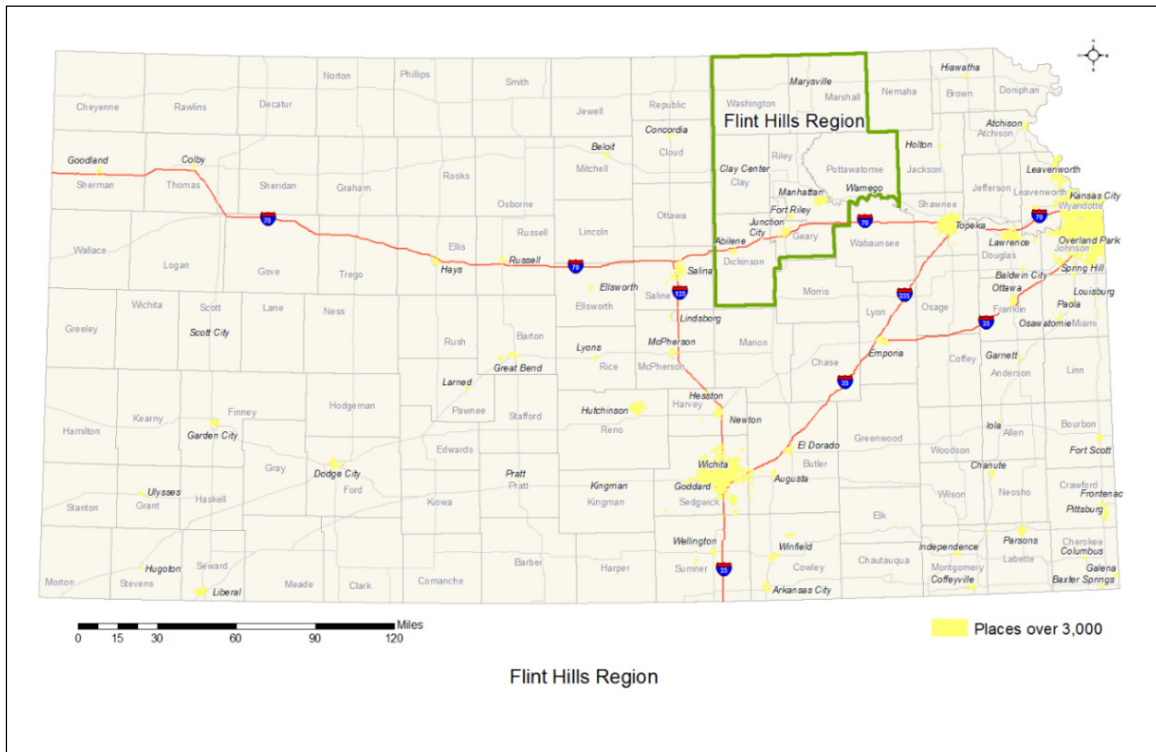 Norton
Phillips
Smith
Hiawatha
Marysville
Cheyenne
Rawlins
Decatur
Jewell
Republic
Washington
Marshall
Nemaha
Brown
Doniphan
Flint Hills Region
Concordia
Atchison
Atchison
Goodland
Colby
Beloit
Cloud
Riley
Holton
Sherman
Thomas
Sheridan
Graham
Rooks
Mitchell
Clay Center
Clay
Pottawatomie
Jackson
Leavenworth
Manhattan
Wamego
Jefferson
Leavenworth
Kansas City
Osborne
Ottawa
Fort Riley
Shawnee
Wyandotte
70
Junction
City
70
70
Topeka
Wallace
Ellis
Russell
Lincoln
Abilene
Geary
Wabaunsee
Lawrence
Overland Park
Logan
Gove
Trego
Hays
Russell
70
Salina
Dickinson
Douglas
Johnson
Baldwin City
Spring Hill
Ellsworth
Saline
135
Morris
335
Ottawa
Louisburg
Wichita
Scott
Lane
Ness
Ellsworth
Lyon
Osage
Franklin
Paola
Greeley
Scott City
Rush
Barton
Lindsborg
35
Osawatomie
Miami
Lyons
McPherson
Marion
Chase
Emporia
Great Bend
Rice
McPherson
Coffey
Garnett
Larned
35
Anderson
Linn
Kearny
Finney
Hodgeman
Pawnee
Stafford
Hesston
Hutchinson
Harvey
Newton
Hamilton
Garden City
Reno
Greenwood
Iola
Allen
Bourbon
Edwards
El Dorado
Woodson
Fort Scott
Gray
Dodge City
Ford
Pratt
Pratt
Kingman
Kingman
Wichita
Goddard
Sedgwick
Butler
Augusta
Chanute
Ulysses
Grant
Haskell
Kiowa
Wilson
Neosho
Crawford
Frontenac
Stanton
Elk
Pittsburg
Wellington
Winfield
Parsons
Cherokee
Hugoton
Seward
Barber
Harper
Sumner
35
Cowley
Chautauqua
Independence
Labette
Columbus
Morton
Stevens
Liberal
Meade
Clark
Comanche
Arkansas City
Montgomery
Coffeyville
Galena
Baxter Springs
Miles
0 15 30 60 90 120
Places over 3,000
Flint Hills Region